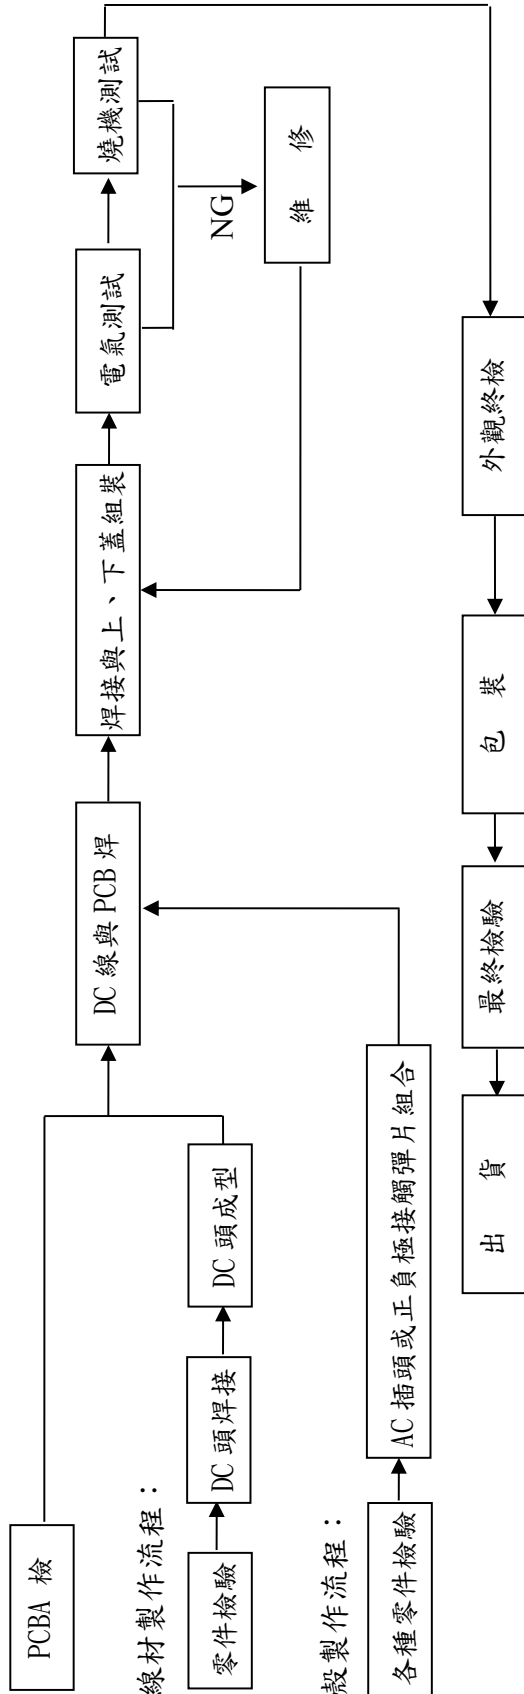 PCBA 檢
線材製作流程：
零件檢驗
DC 頭焊接
DC 頭成型
殼製作流程：
各種零件檢驗
AC 插頭或正負極接觸彈片組合
DC 線與 PCB 焊
焊接與上、下蓋組裝
電氣測試
燒機測試
NG
維 修
外觀終檢
包 裝
最終檢驗
出 貨